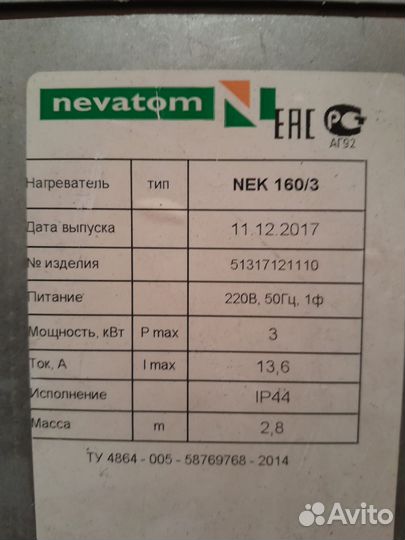 nevatom
ЕАС
РС
АГ92
Нагреватель тип NEK 160/3
Дата выпуска 11.12.2017
№ изделия 51317121110
Питание 220В, 50Гц, 1ф
Мощность, кВт P max 3
Ток, А I max 13,6
Исполнение IP44
Масса m 2,8
ТУ 4864 - 005 - 58769768 - 2014
Avito